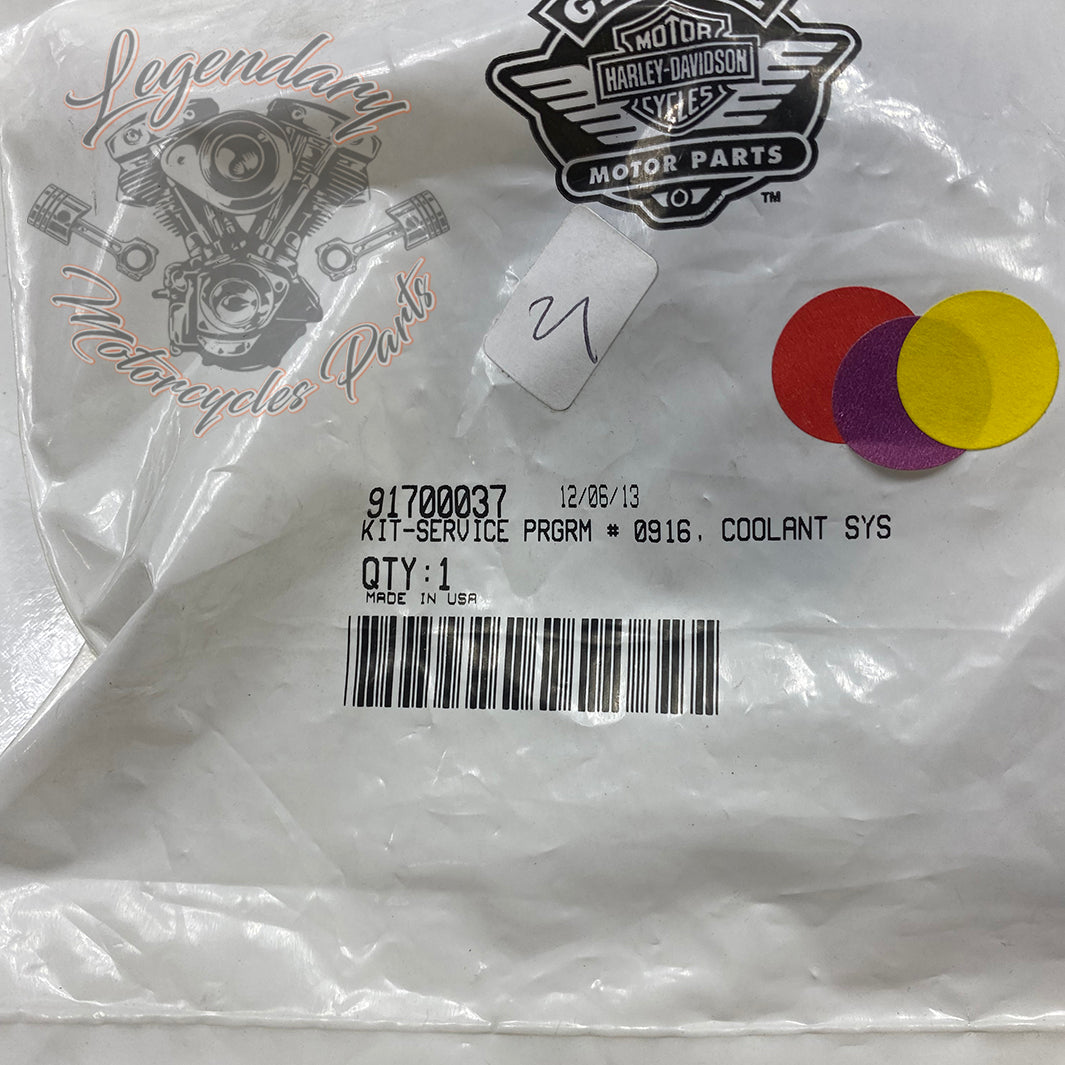 Legendary
Motorcycles Parts
MOTOR
HARLEY-DAVIDSON
CYCLES
MOTOR PARTS
TM
21
91700037 12/06/13
KIT-SERVICE PRGRM # 0916, COOLANT SYS
QTY:1
MADE IN USA